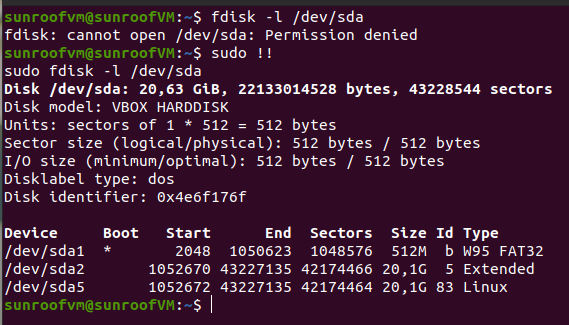 sunroofvm@sunroofVM:~$ fdisk -l /dev/sda
fdisk: cannot open /dev/sda: Permission denied
sunroofvm@sunroofVM:~$ sudo !!
sudo fdisk -l /dev/sda
Disk /dev/sda: 20,63 GiB, 22133014528 bytes, 43228544 sectors
Disk model: VBOX HARDDISK
Units: sectors of 1 * 512 = 512 bytes
Sector size (logical/physical): 512 bytes / 512 bytes
I/O size (minimum/optimal): 512 bytes / 512 bytes
Disklabel type: dos
Disk identifier: 0x4e6f176f
Device     Boot   Start      End  Sectors  Size Id Type
/dev/sda1  *       2048  1050623  1048576  512M  b W95 FAT32
/dev/sda2       1052670 43227135 42174466 20,1G  5 Extended
/dev/sda5       1052672 43227135 42174464 20,1G 83 Linux
sunroofvm@sunroofVM:~$